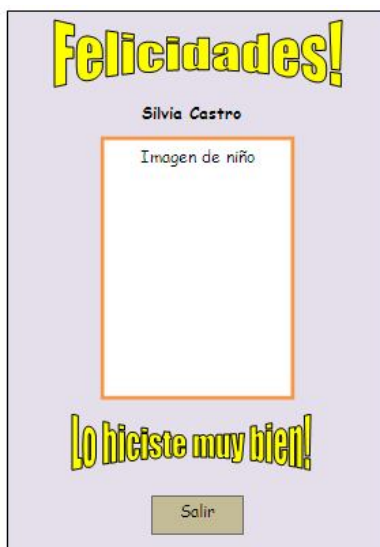 Felicidades!
Silvia Castro
Imagen de niño
Lo hiciste muy bien!
Salir